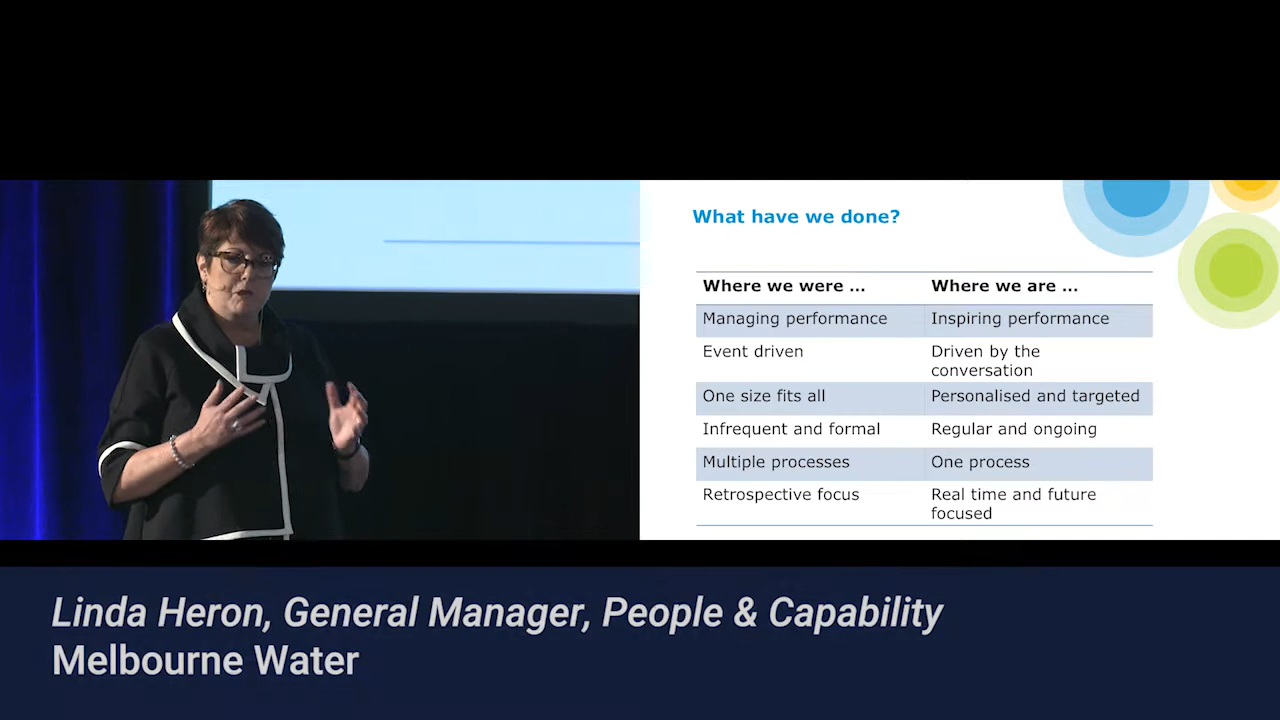 What have we done?
Where we were ... Where we are ...
Managing performance Inspiring performance
Event driven Driven by the
conversation
One size fits all Personalised and targeted
Infrequent and formal Regular and ongoing
Multiple processes One process
Retrospective focus Real time and future
focused
Linda Heron, General Manager, People & Capability
Melbourne Water